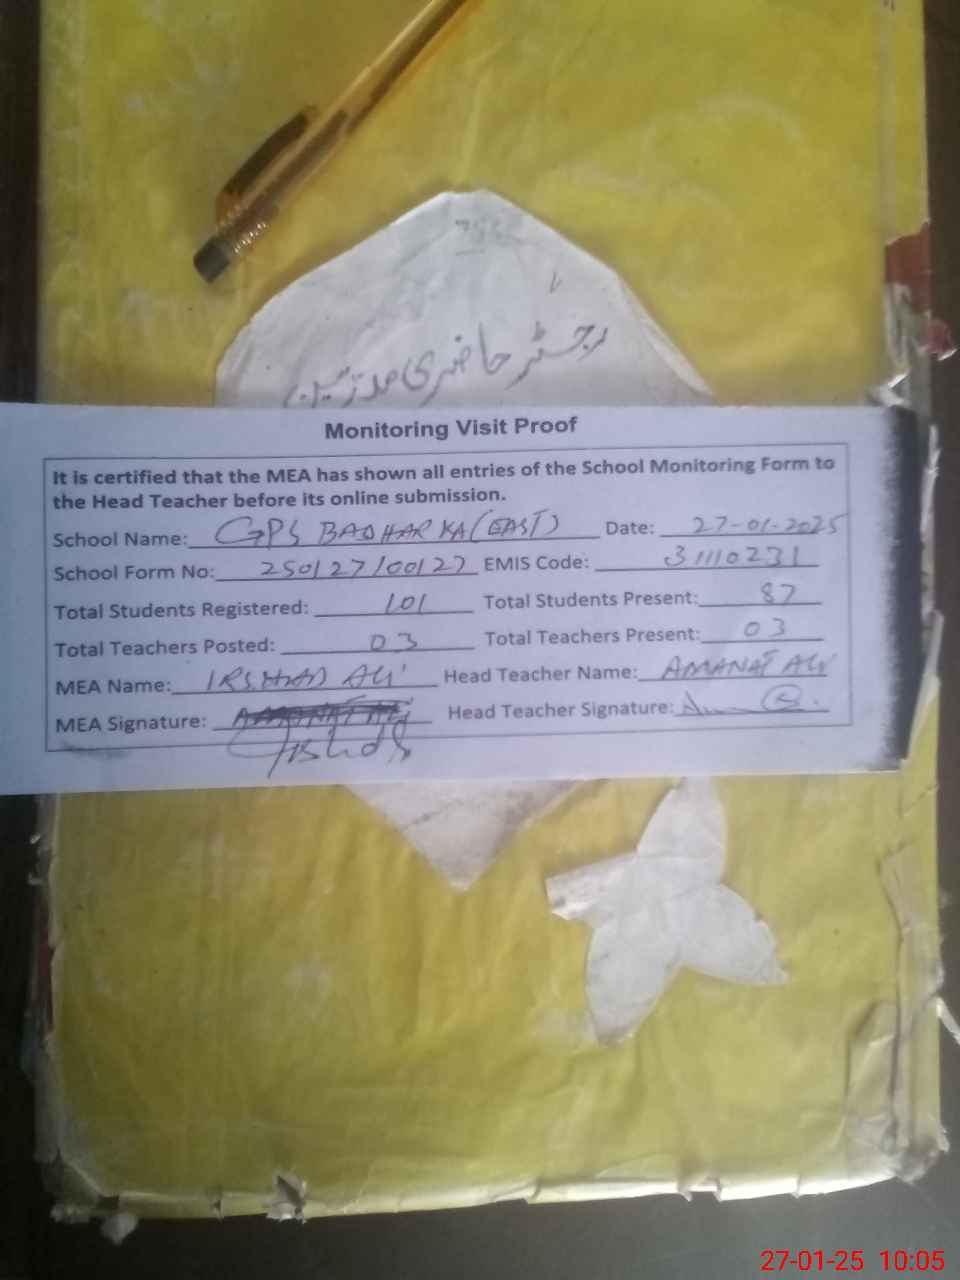 رجسٹر حاضری مدرسین
Monitoring Visit Proof
It is certified that the MEA has shown all entries of the School Monitoring Form to
the Head Teacher before its online submission.
School Name: GPS BADHAR KA (EAST) Date: 27-01-2025
School Form No: 250127/00127 EMIS Code: 31110231
Total Students Registered: 101 Total Students Present: 87
Total Teachers Posted: 03 Total Teachers Present: 03
MEA Name: IRSHAD ALI Head Teacher Name: AMANAT ALI
MEA Signature: Head Teacher Signature:
27-01-25 10:05